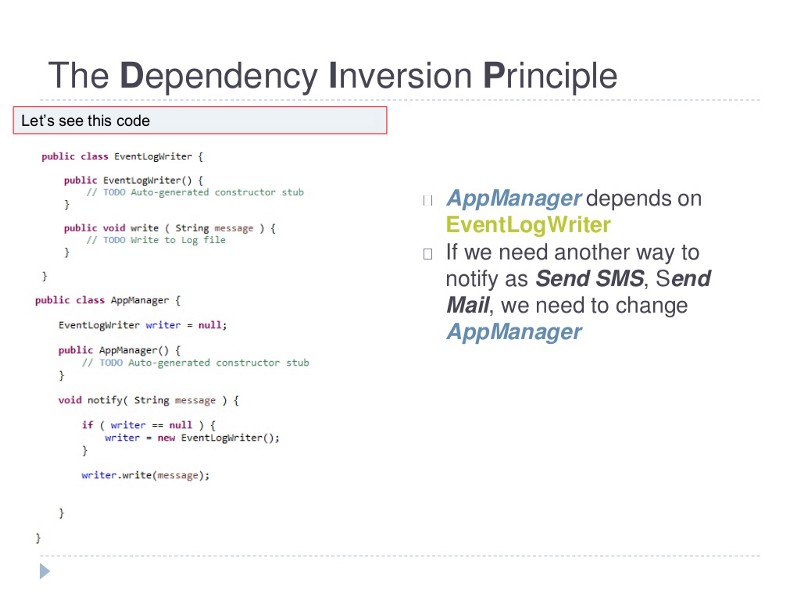 The Dependency Inversion Principle
Let's see this code
public class EventLogWriter {
public EventLogWriter() {
// TODO Auto-generated constructor stub
}
public void write ( String message ) {
// TODO Write to Log file
}
}
public class AppManager {
EventLogWriter writer = null;
public AppManager() {
// TODO Auto-generated constructor stub
}
void notify( String message ) {
if ( writer == null ) {
writer = new EventLogWriter();
}
writer.write(message);
}
}
AppManager depends on
EventLogWriter
If we need another way to
notify as Send SMS, Send
Mail, we need to change
AppManager